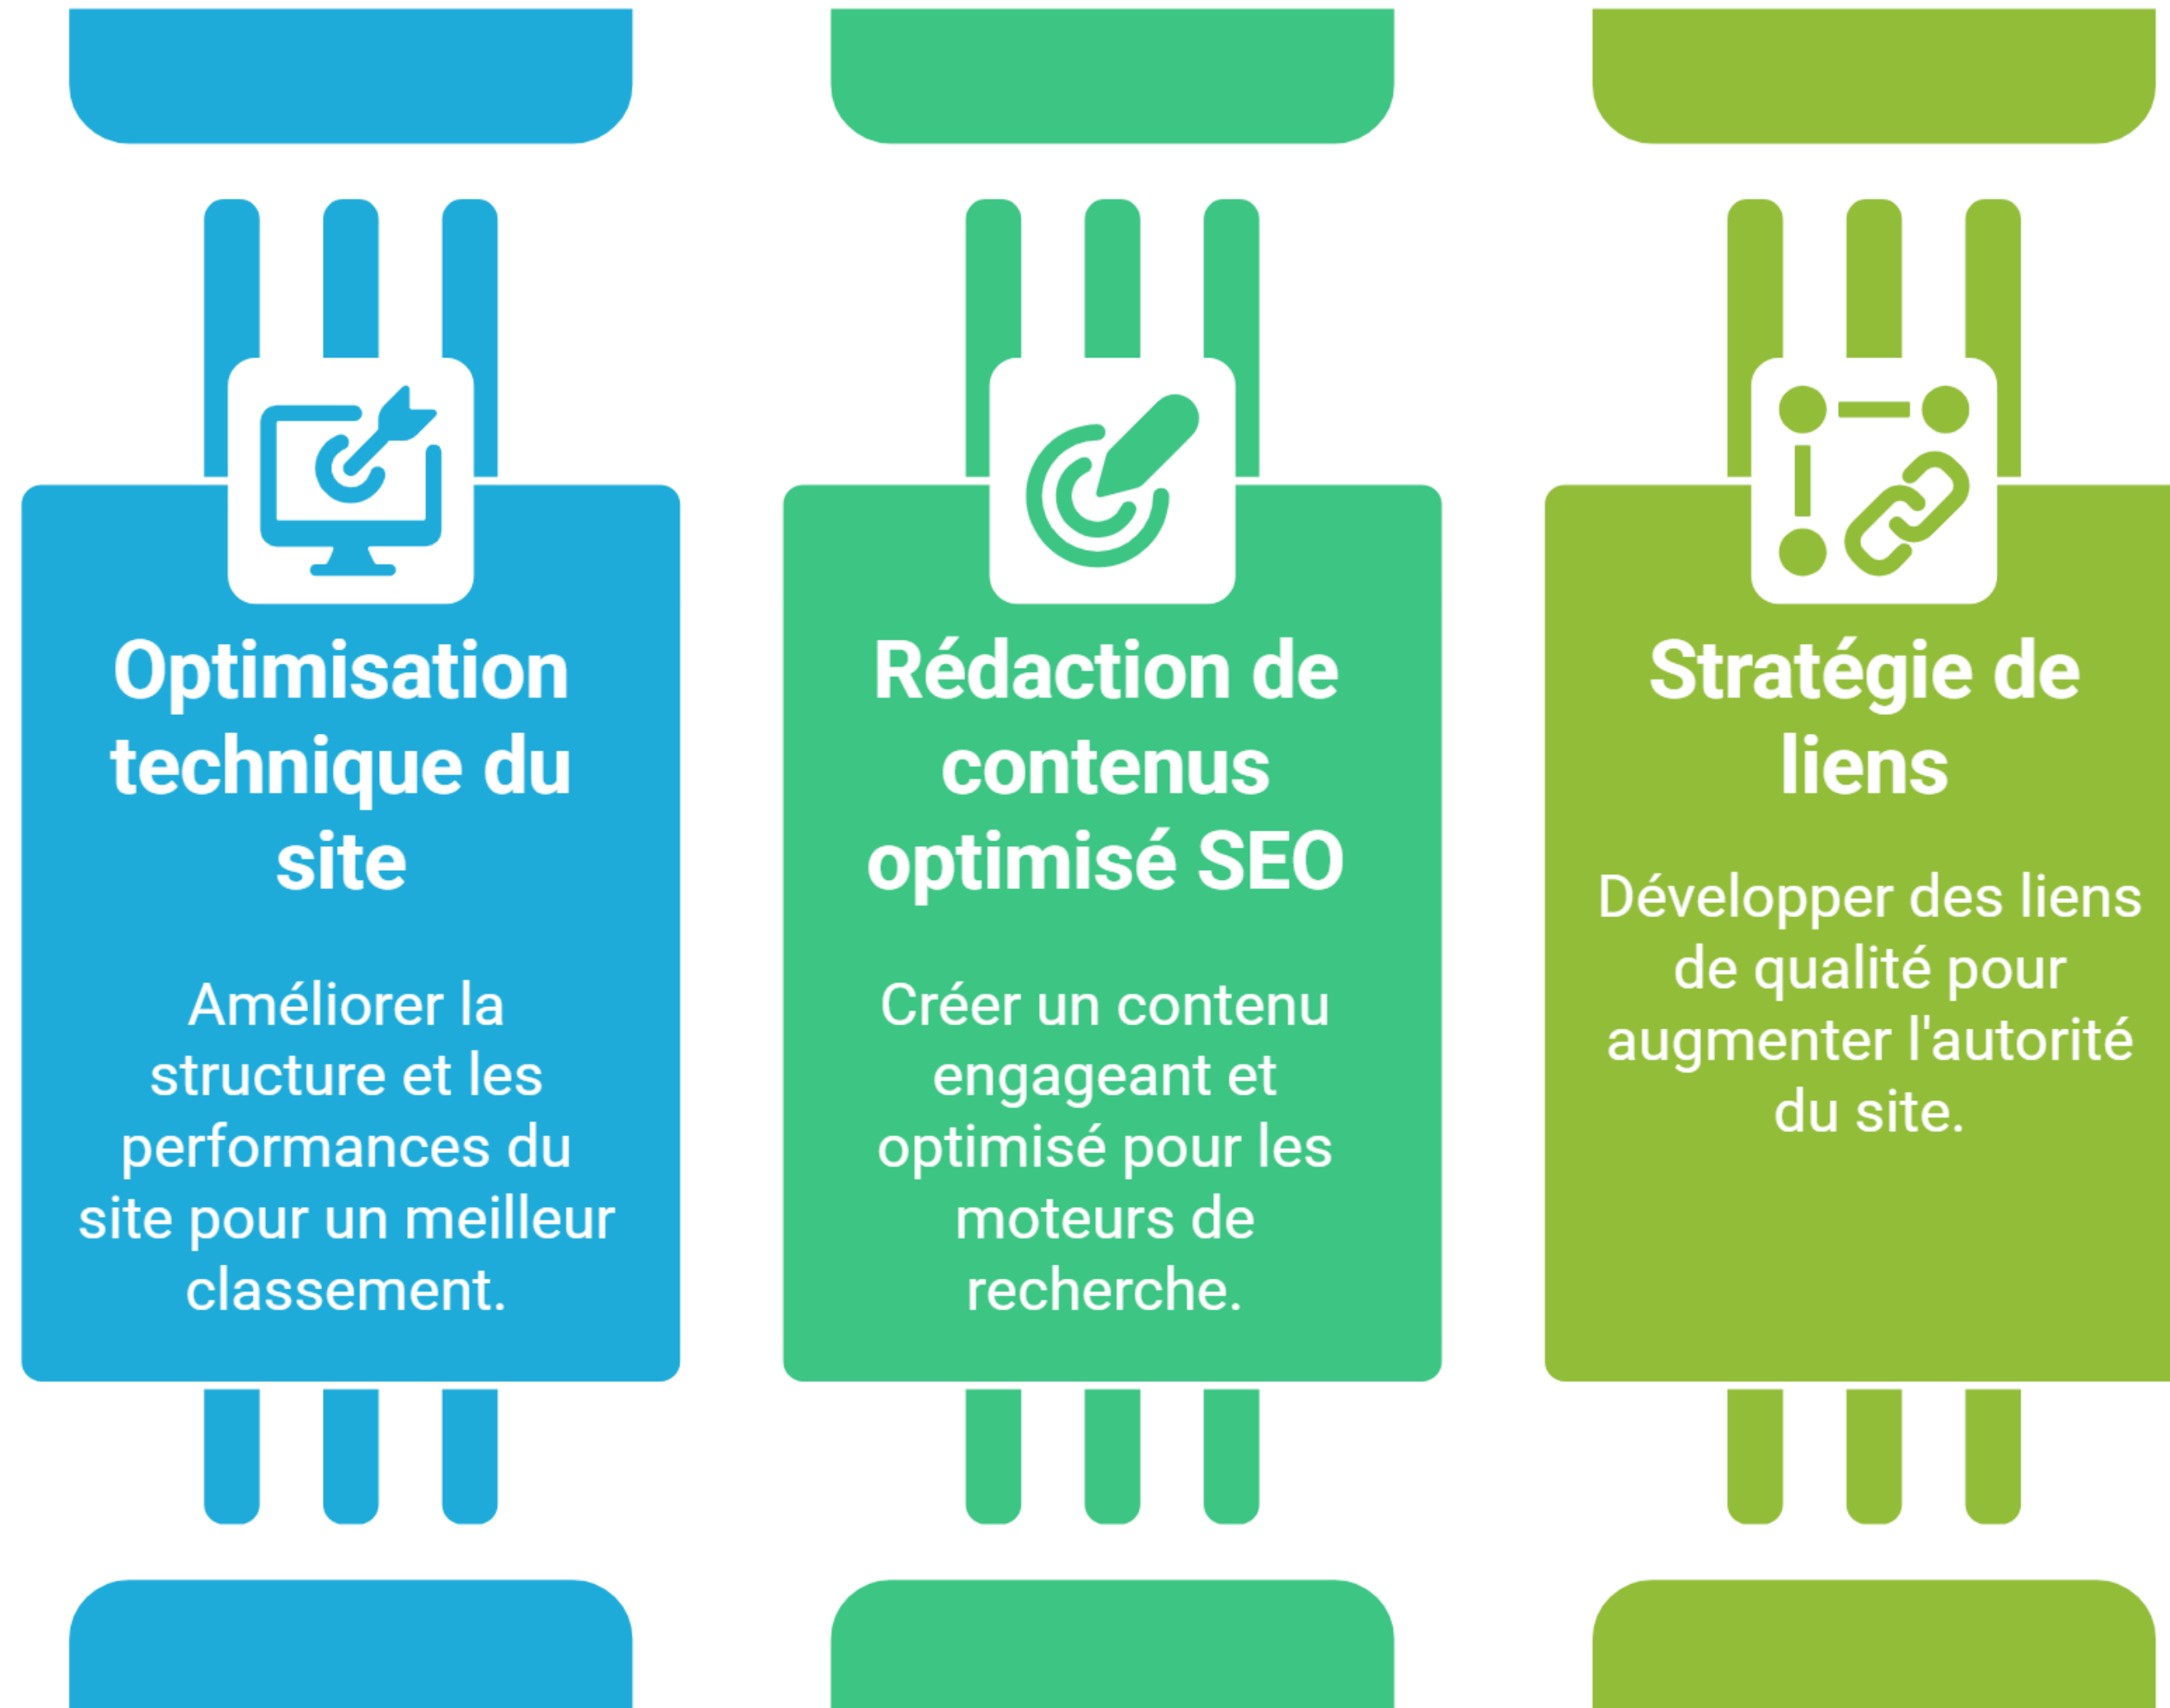 Optimisation
technique du
site
Améliorer la
structure et les
performances du
site pour un meilleur
classement.
Rédaction de
contenus
optimisé SEO
Créer un contenu
engageant et
optimisé pour les
moteurs de
recherche.
Stratégie de
liens
Développer des liens
de qualité pour
augmenter l'autorité
du site.